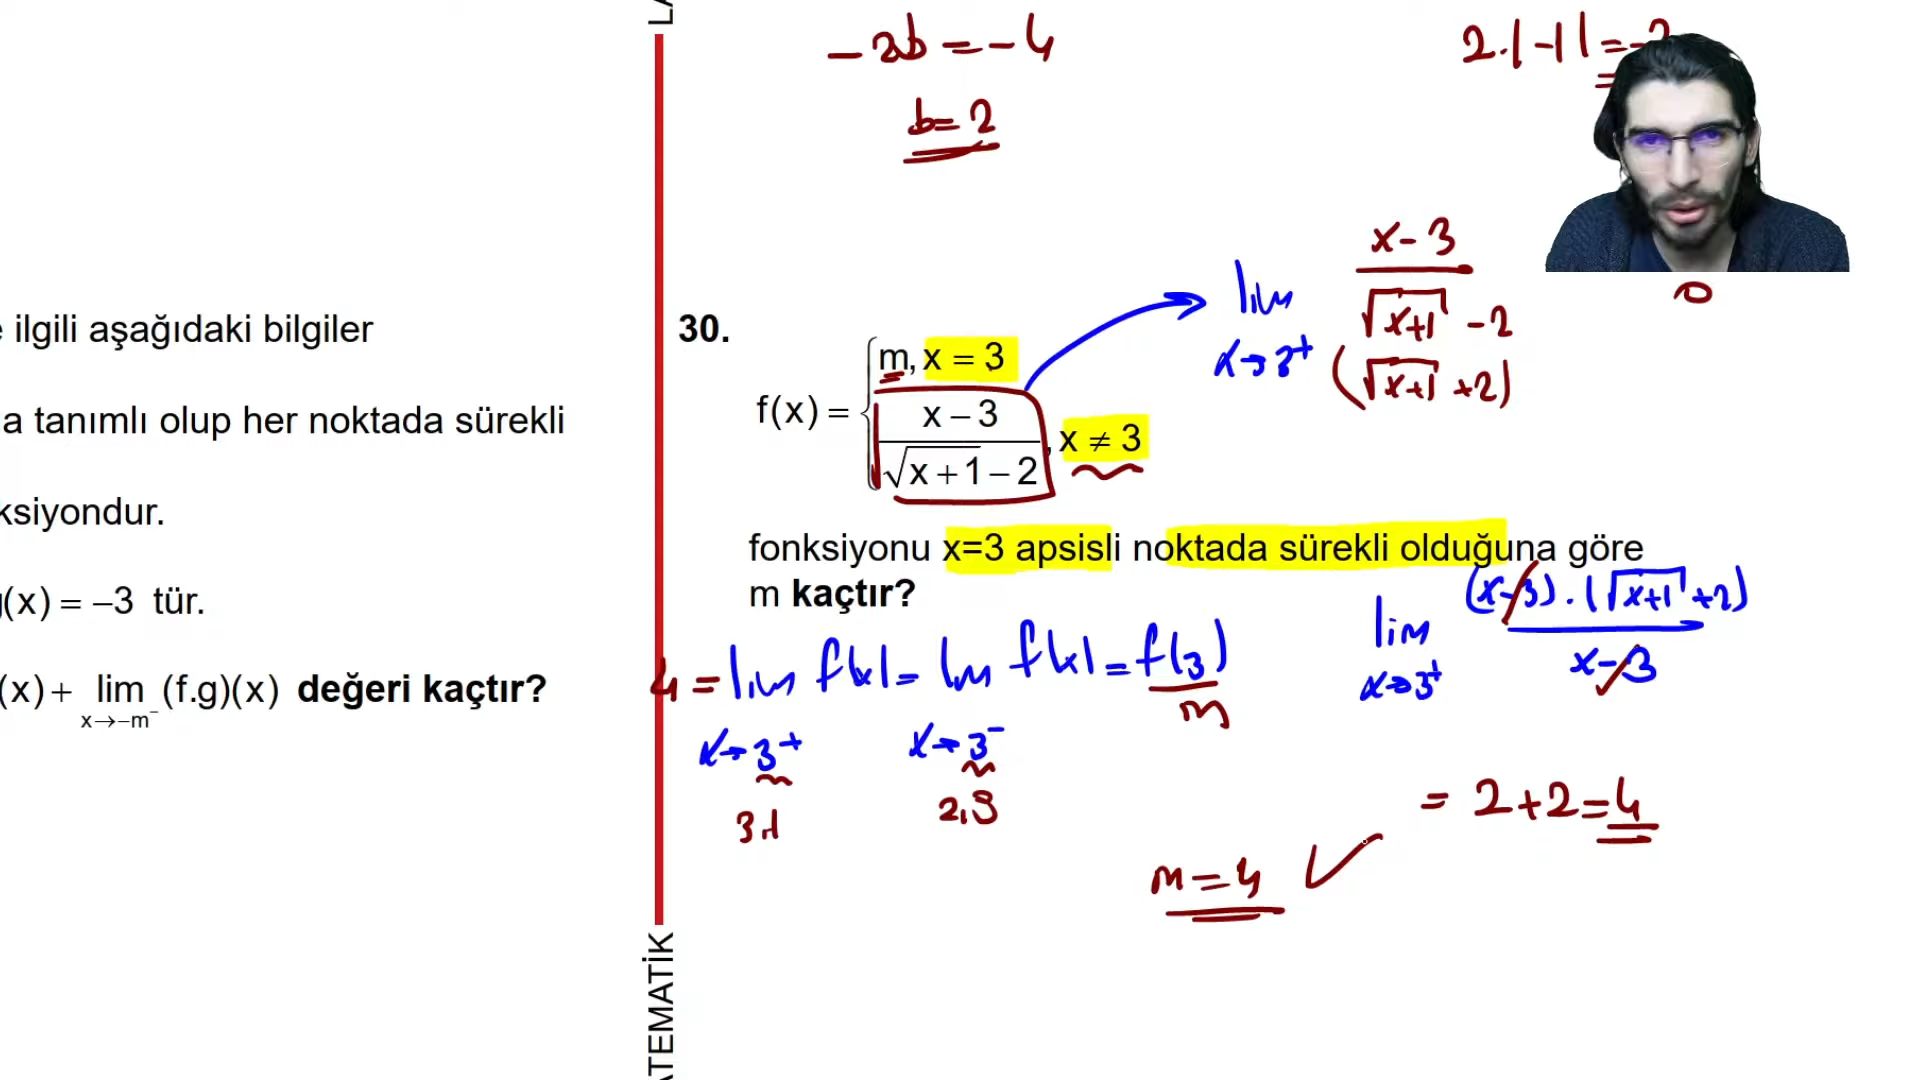 −2b = −4
2.|−1| = −2
b = 2
x − 3
lim
x→3⁺
√x+1 − 2
(√x+1 + 2)
0
ilgili aşağıdaki bilgiler
a tanımlı olup her noktada sürekli
ksiyondur.
(x) = −3 tür.
(x) + lim (f.g)(x) değeri kaçtır?
x→−m⁻
30.
m, x = 3
f(x) =
x − 3
√x+1 − 2
, x ≠ 3
fonksiyonu x=3 apsisli noktada sürekli olduğuna göre
m kaçtır?
lim (x−3).(√x+1 + 2)
x→3⁺ x−3
4 = lim f(x) = lim f(x) = f(3)
x→3⁺ x→3⁻ m
3,1 2,9
= 2+2 = 4
m = 4 ✓
ATEMATİK